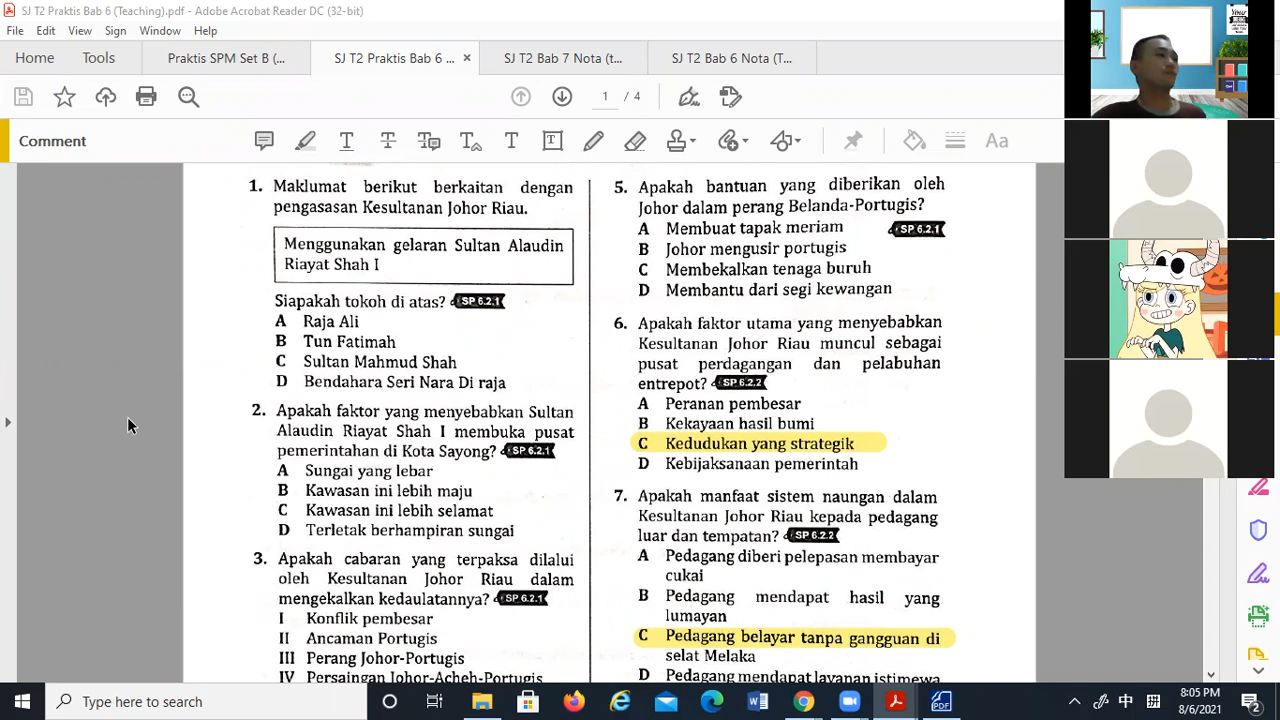 SJ T2 Praktis Bab 6 (Teaching).pdf - Adobe Acrobat Reader DC (32-bit)
File Edit View Sign Window Help
Home Tools Praktis SPM Set B (... SJ T2 Praktis Bab 6 ... × 2 Bab 7 Nota (t... SJ T2 Bab 6 Nota (T...
1 / 4
Comment
1. Maklumat berikut berkaitan dengan
pengasasan Kesultanan Johor Riau.
Menggunakan gelaran Sultan Alaudin
Riayat Shah I
Siapakah tokoh di atas? SP 6.2.1
A Raja Ali
B Tun Fatimah
C Sultan Mahmud Shah
D Bendahara Seri Nara Di raja
2. Apakah faktor yang menyebabkan Sultan
Alaudin Riayat Shah I membuka pusat
pemerintahan di Kota Sayong? SP 6.2.1
A Sungai yang lebar
B Kawasan ini lebih maju
C Kawasan ini lebih selamat
D Terletak berhampiran sungai
3. Apakah cabaran yang terpaksa dilalui
oleh Kesultanan Johor Riau dalam
mengekalkan kedaulatannya? SP 6.2.1
I Konflik pembesar
II Ancaman Portugis
III Perang Johor-Portugis
IV Persaingan Johor-Acheh-Portugis
5. Apakah bantuan yang diberikan oleh
Johor dalam perang Belanda-Portugis?
A Membuat tapak meriam SP 6.2.1
B Johor mengusir portugis
C Membekalkan tenaga buruh
D Membantu dari segi kewangan
6. Apakah faktor utama yang menyebabkan
Kesultanan Johor Riau muncul sebagai
pusat perdagangan dan pelabuhan
entrepot? SP 6.2.2
A Peranan pembesar
B Kekayaan hasil bumi
C Kedudukan yang strategik
D Kebijaksanaan pemerintah
7. Apakah manfaat sistem naungan dalam
Kesultanan Johor Riau kepada pedagang
luar dan tempatan? SP 6.2.2
A Pedagang diberi pelepasan membayar
cukai
B Pedagang mendapat hasil yang
lumayan
C Pedagang belayar tanpa gangguan di
selat Melaka
D Pedagang mendapat layanan istimewa
Type here to search
中 拼 8:05 PM
8/6/2021
2